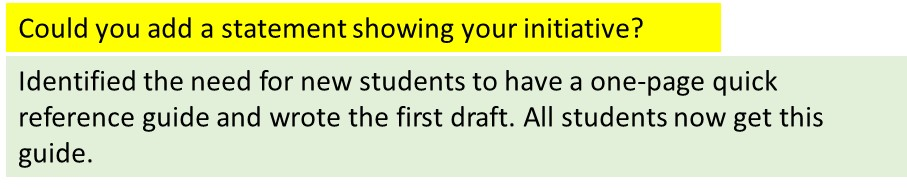 Could you add a statement showing your initiative?
Identified the need for new students to have a one-page quick
reference guide and wrote the first draft. All students now get this
guide.